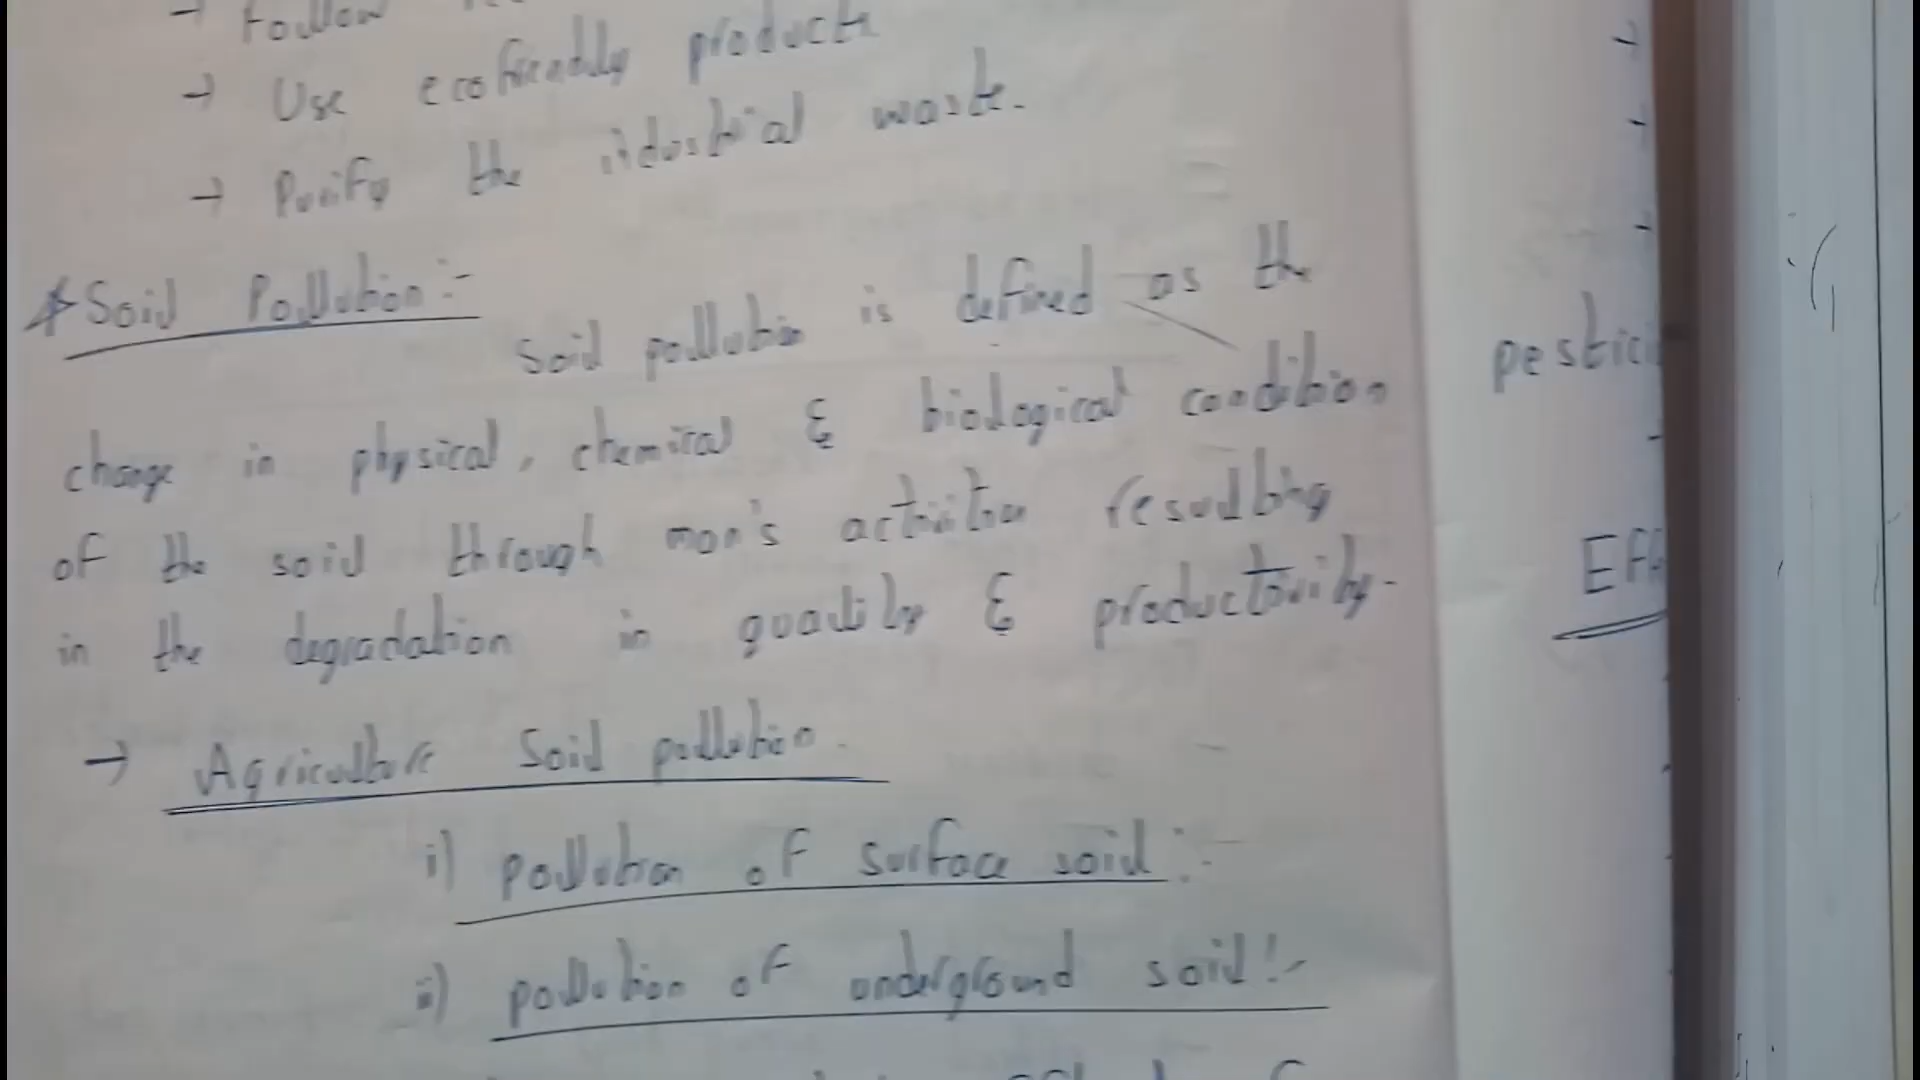 → Follow
→ Use ecofriendly products
→ Purify the industrial waste.
* Soil Pollution :-
Soil pollution is defined as the
change in physical, chemical & biological condition
of the soil through man's activities resulting
in the degradation in quality & productivity.
→ Agriculture Soil pollution.
i) pollution of surface soil :-
ii) pollution of underground soil :-
Eff